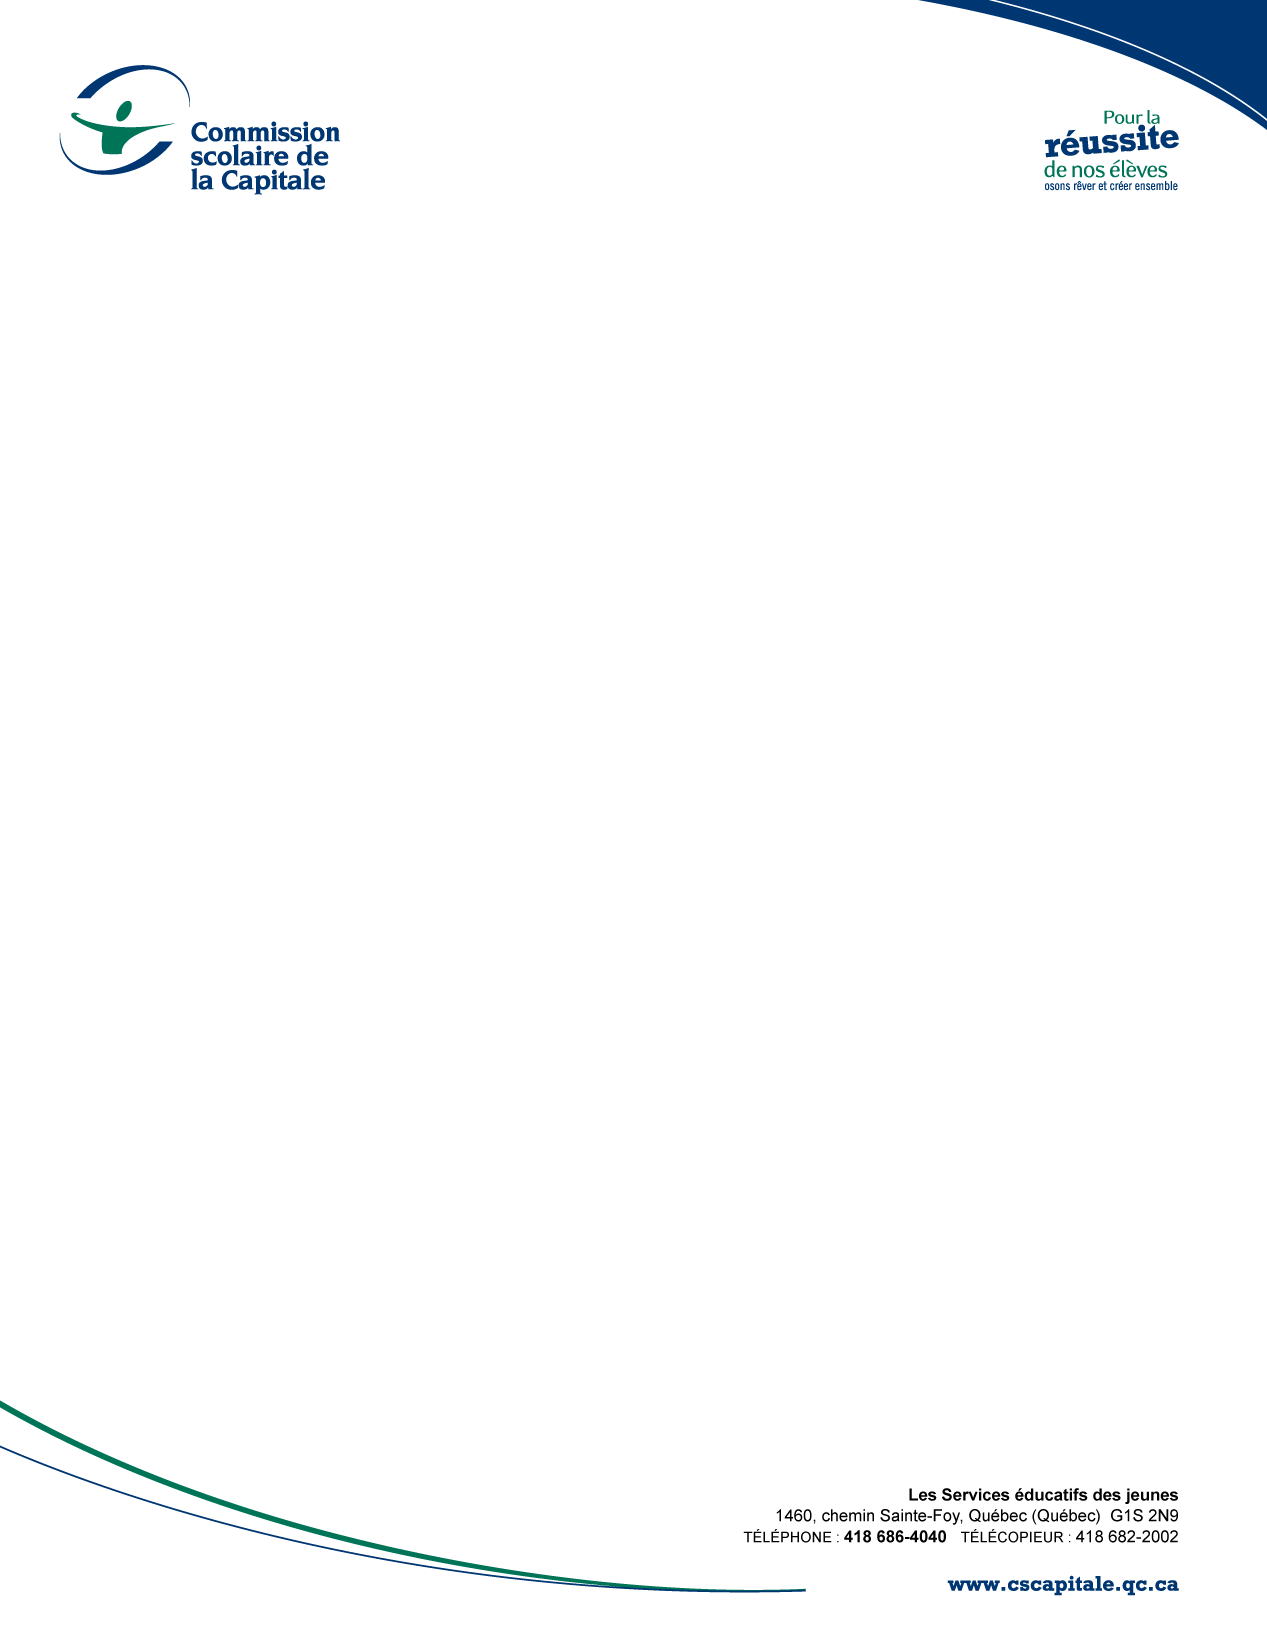 Commission
scolaire de
la Capitale
Pour la
réussite
de nos élèves
osons rêver et créer ensemble
Les Services éducatifs des jeunes
1460, chemin Sainte-Foy, Québec (Québec)  G1S 2N9
TÉLÉPHONE : 418 686-4040   TÉLÉCOPIEUR : 418 682-2002
www.cscapitale.qc.ca